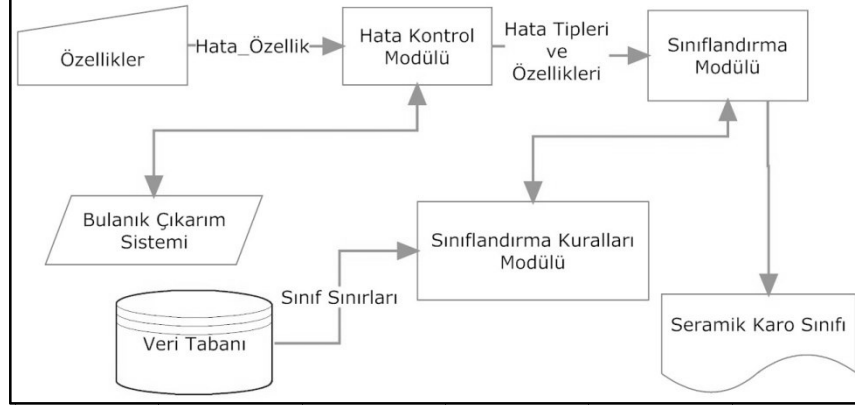 Özellikler
Hata_Özellik
Hata Kontrol
Modülü
Hata Tipleri
ve
Özellikleri
Sınıflandırma
Modülü
Bulanık Çıkarım
Sistemi
Sınıflandırma Kuralları
Modülü
Sınıf Sınırları
Veri Tabanı
Seramik Karo Sınıfı